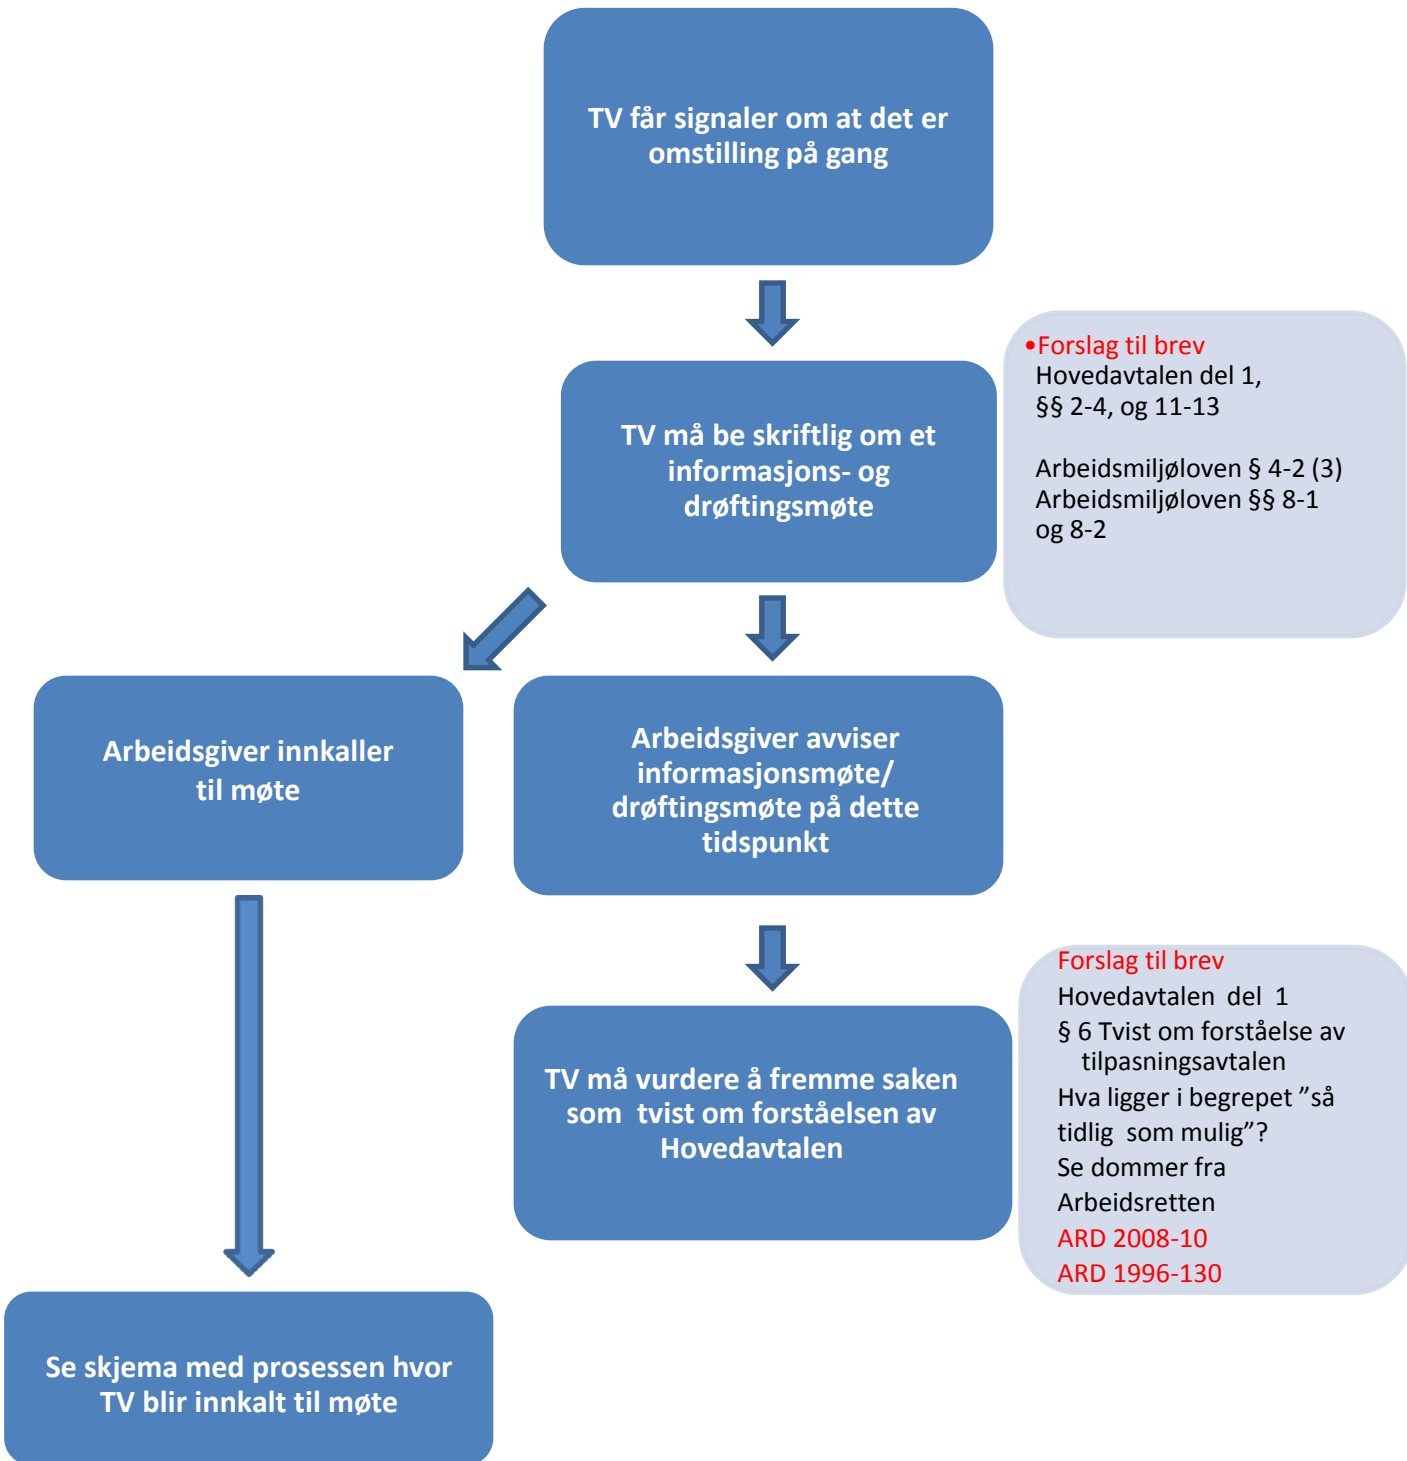 TV får signaler om at det er
omstilling på gang
TV må be skriftlig om et
informasjons- og
drøftingsmøte
•Forslag til brev
Hovedavtalen del 1,
§§ 2-4, og 11-13
Arbeidsmiljøloven § 4-2 (3)
Arbeidsmiljøloven §§ 8-1
og 8-2
Arbeidsgiver innkaller
til møte
Arbeidsgiver avviser
informasjonsmøte/
drøftingsmøte på dette
tidspunkt
TV må vurdere å fremme saken
som tvist om forståelsen av
Hovedavtalen
Forslag til brev
Hovedavtalen del 1
§ 6 Tvist om forståelse av
tilpasningsavtalen
Hva ligger i begrepet ”så
tidlig som mulig”?
Se dommer fra
Arbeidsretten
ARD 2008-10
ARD 1996-130
Se skjema med prosessen hvor
TV blir innkalt til møte